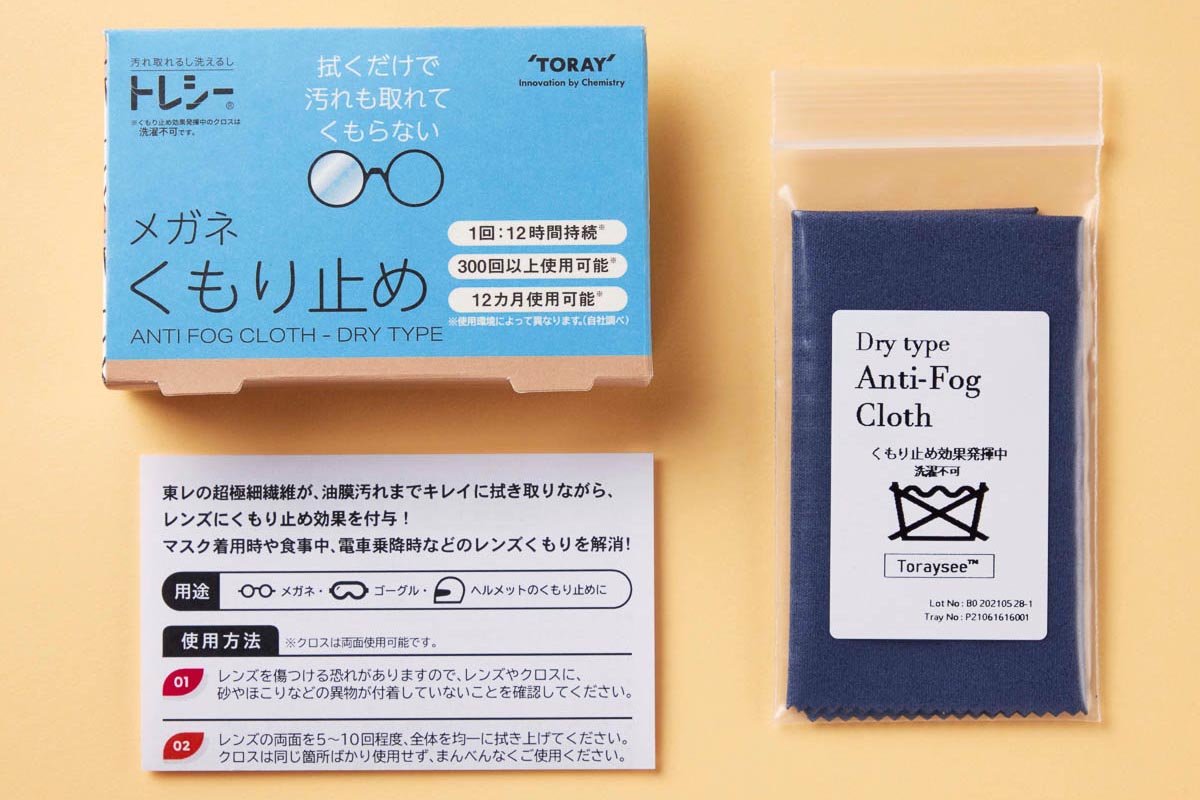 汚れ取れるし洗えるし
トレシー®
※くもり止め効果発揮中のクロスは
洗濯不可です。
拭くだけで
汚れも取れて
くもらない
'TORAY'
Innovation by Chemistry
メガネ
くもり止め
ANTI FOG CLOTH - DRY TYPE
1回:12時間持続※
300回以上使用可能※
12カ月使用可能※
※使用環境によって異なります。(自社調べ)
東レの超極細繊維が、油膜汚れまでキレイに拭き取りながら、
レンズにくもり止め効果を付与!
マスク着用時や食事中、電車乗降時などのレンズくもりを解消!
用途 メガネ・ ゴーグル・ ヘルメットのくもり止めに
使用方法 ※クロスは両面使用可能です。
01 レンズを傷つける恐れがありますので、レンズやクロスに、
砂やほこりなどの異物が付着していないことを確認してください。
02 レンズの両面を5~10回程度、全体を均一に拭き上げてください。
クロスは同じ箇所ばかり使用せず、まんべんなくご使用ください。
Dry type
Anti-Fog
Cloth
くもり止め効果発揮中
洗濯不可
Toraysee™
Lot No : B0 20210528-1
Tray No : P21061616001